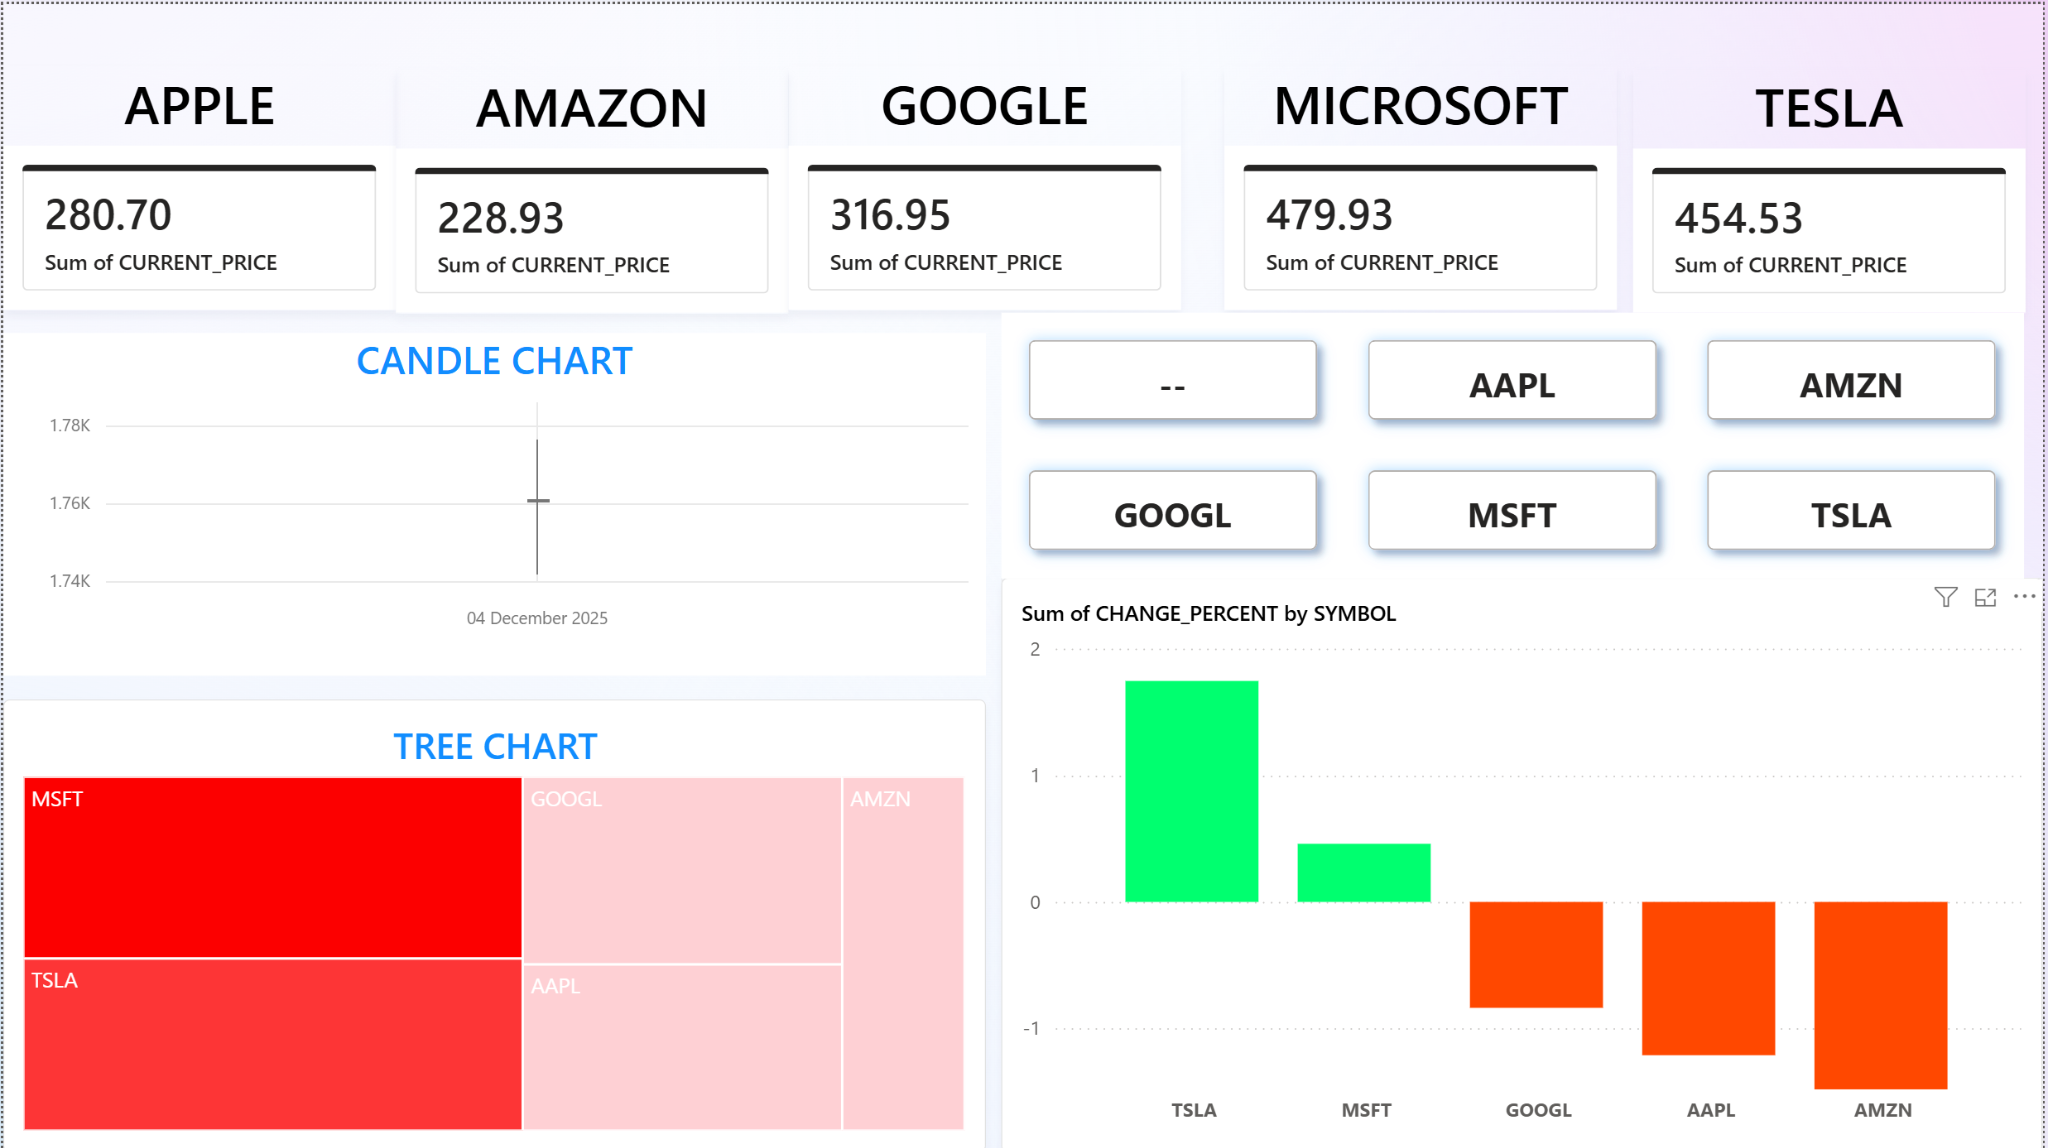 APPLE
280.70
Sum of CURRENT_PRICE
AMAZON
228.93
Sum of CURRENT_PRICE
GOOGLE
316.95
Sum of CURRENT_PRICE
MICROSOFT
479.93
Sum of CURRENT_PRICE
TESLA
454.53
Sum of CURRENT_PRICE
CANDLE CHART
1.78K
1.76K
1.74K
04 December 2025
--
AAPL
AMZN
GOOGL
MSFT
TSLA
TREE CHART
MSFT
TSLA
GOOGL
AAPL
AMZN
Sum of CHANGE_PERCENT by SYMBOL
2
1
0
-1
TSLA
MSFT
GOOGL
AAPL
AMZN